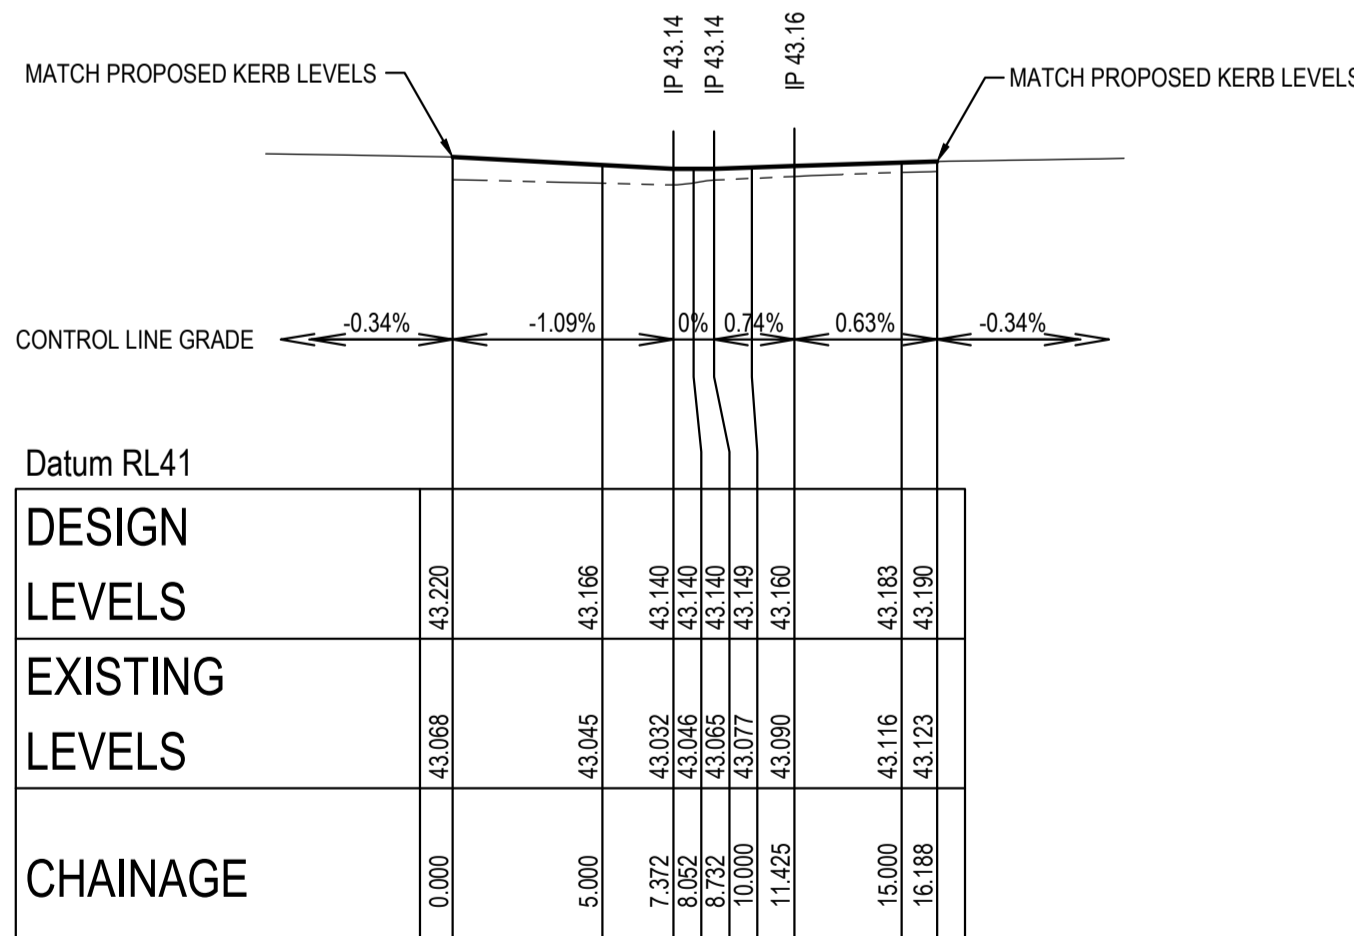 IP 43.14
IP 43.14
IP 43.16
MATCH PROPOSED KERB LEVELS
MATCH PROPOSED KERB LEVELS
CONTROL LINE GRADE
-0.34%
-1.09%
0%
0.74%
0.63%
-0.34%
Datum RL41
DESIGN
LEVELS
43.220
43.166
43.140
43.140
43.140
43.149
43.160
43.183
43.190
EXISTING
LEVELS
43.068
43.045
43.032
43.046
43.065
43.077
43.090
43.116
43.123
CHAINAGE
0.000
5.000
7.372
8.052
8.732
10.000
11.425
15.000
16.188